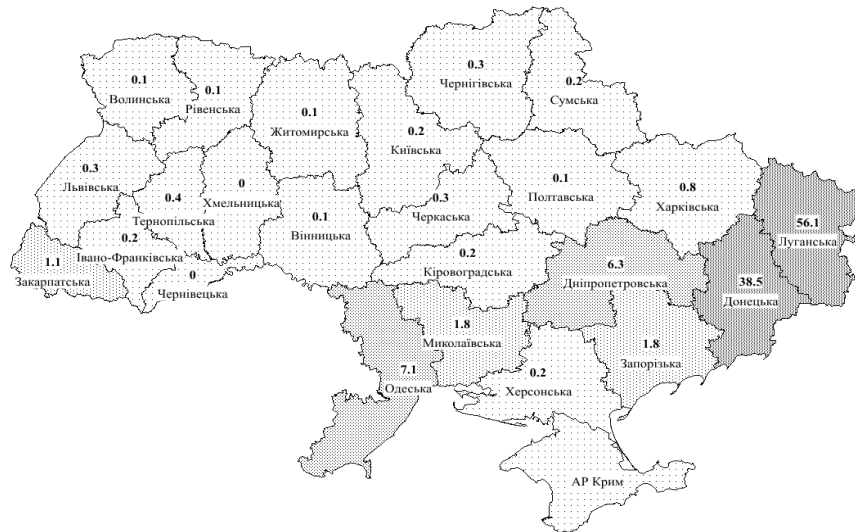 0.1
Волинська
0.1
Рівенська
0.1
Житомирська
0.2
Київська
0.3
Чернігівська
0.2
Сумська
0.3
Львівська
0.4
Тернопільська
0
Хмельницька
0.1
Вінницька
0.3
Черкаська
0.1
Полтавська
0.8
Харківська
56.1
Луганська
1.1
Закарпатська
0.2
Івано-Франківська
0
Чернівецька
0.2
Кіровоградська
6.3
Дніпропетровська
38.5
Донецька
7.1
Одеська
1.8
Миколаївська
0.2
Херсонська
1.8
Запорізька
АР Крим